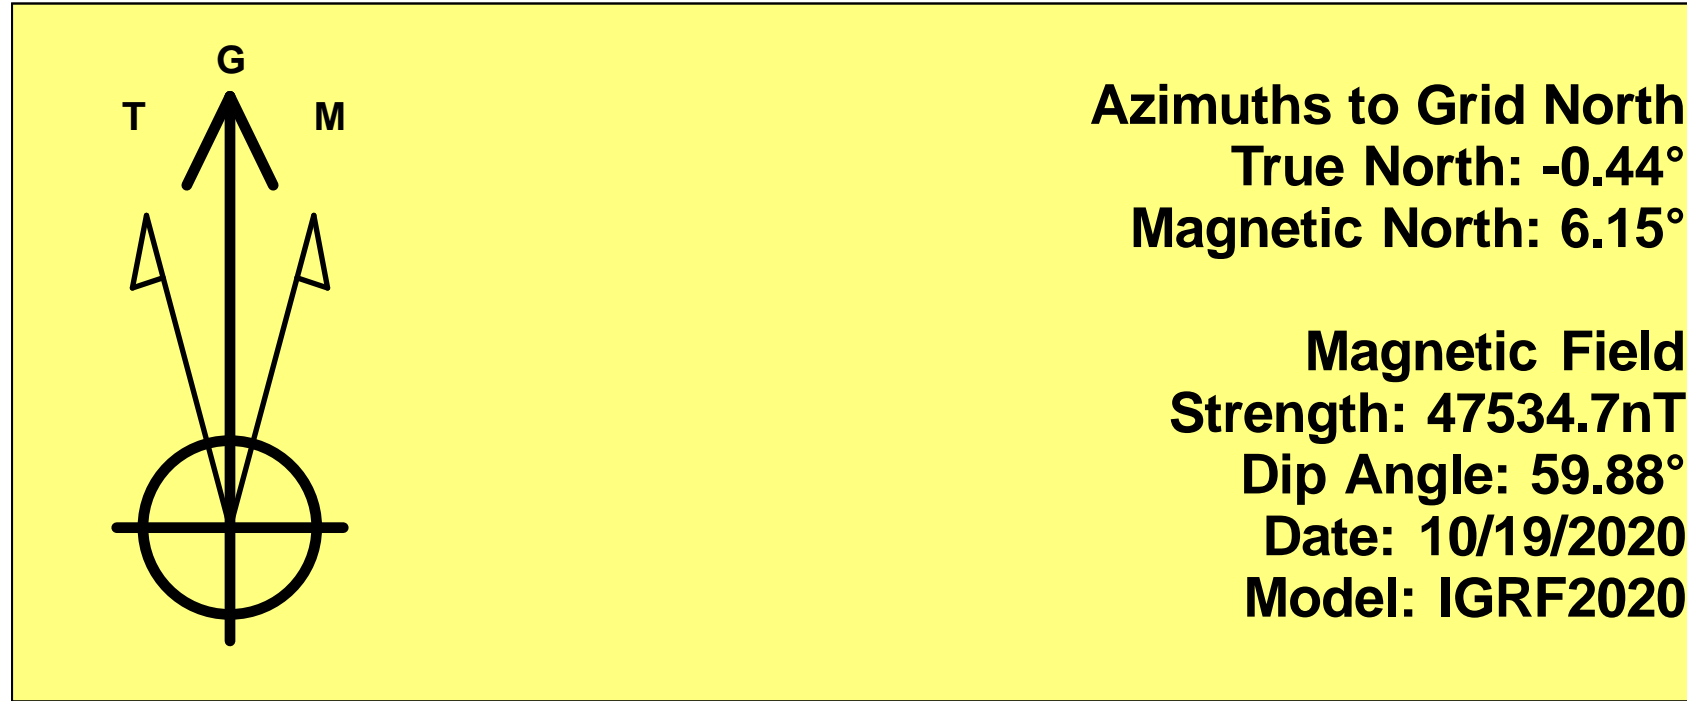 G
T M
Azimuths to Grid North
True North: -0.44°
Magnetic North: 6.15°
Magnetic Field
Strength: 47534.7nT
Dip Angle: 59.88°
Date: 10/19/2020
Model: IGRF2020